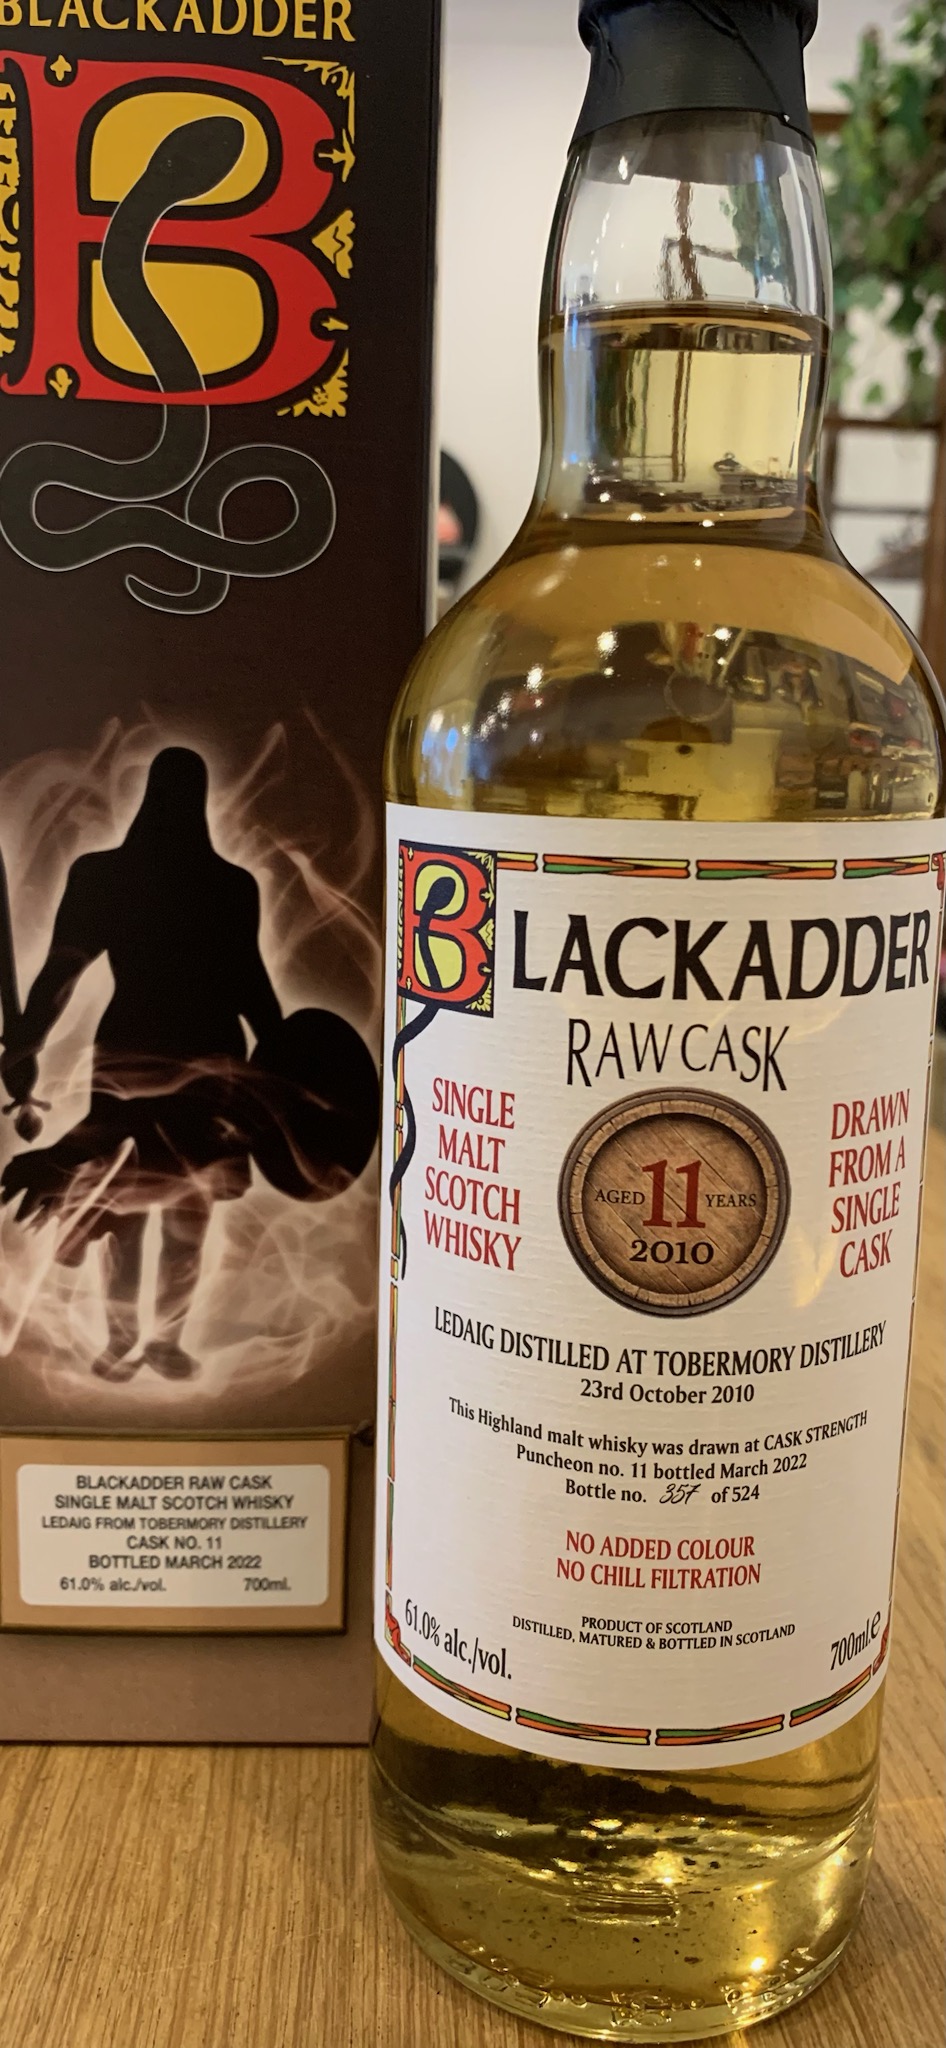 BLACKADDER
B
BLACKADDER RAW CASK
SINGLE MALT SCOTCH WHISKY
LEDAIG FROM TOBERMORY DISTILLERY
CASK NO. 11
BOTTLED MARCH 2022
61.0% alc./vol. 700ml.
BLACKADDER
RAW CASK
SINGLE
MALT
SCOTCH
WHISKY
AGED 11 YEARS
2010
DRAWN
FROM A
SINGLE
CASK
LEDAIG DISTILLED AT TOBERMORY DISTILLERY
23rd October 2010
This Highland malt whisky was drawn at CASK STRENGTH
Puncheon no. 11 bottled March 2022
Bottle no. 357 of 524
NO ADDED COLOUR
NO CHILL FILTRATION
PRODUCT OF SCOTLAND
DISTILLED, MATURED & BOTTLED IN SCOTLAND
61.0% alc./vol.
700ml.e